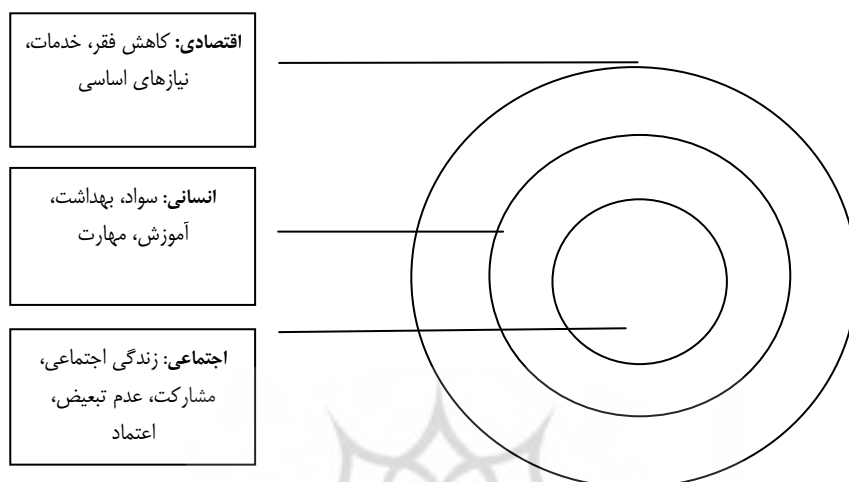 اقتصادی: کاهش فقر، خدمات،
نیازهای اساسی
انسانی: سواد، بهداشت،
آموزش، مهارت
اجتماعی: زندگی اجتماعی،
مشارکت، عدم تبعیض،
اعتماد